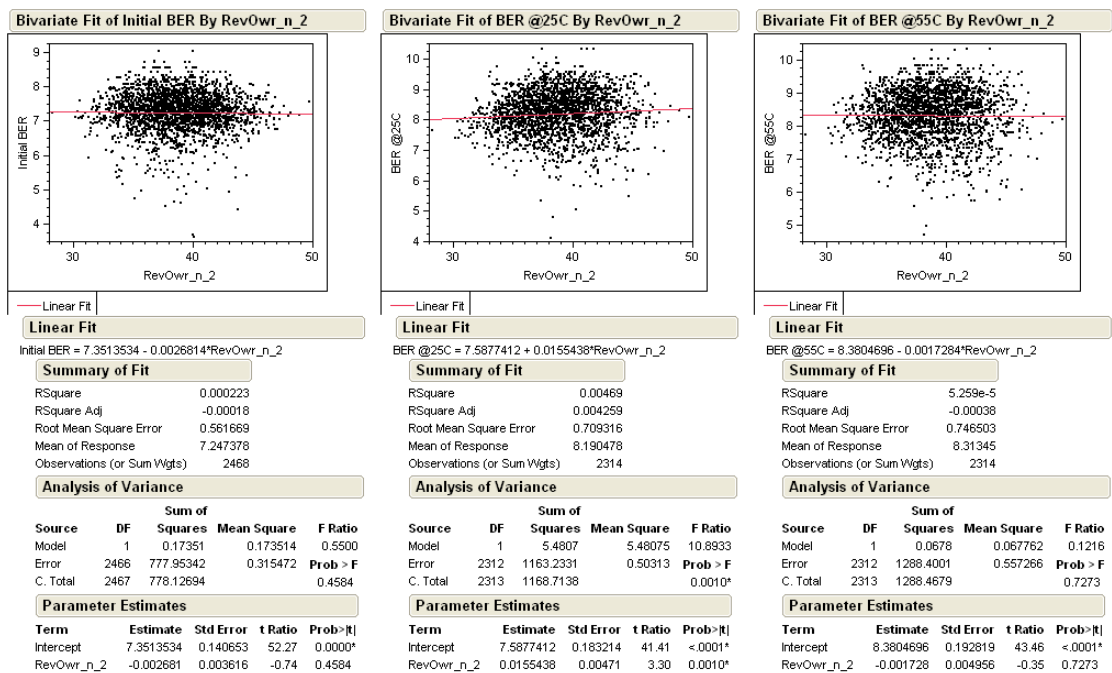 Bivariate Fit of Initial BER By RevOwr_n_2
9
8
7
6
5
4
Initial BER
30
40
50
RevOwr_n_2
Linear Fit
Linear Fit
Initial BER = 7.3513534 - 0.0026814*RevOwr_n_2
Summary of Fit
RSquare 0.000223
RSquare Adj -0.00018
Root Mean Square Error 0.561669
Mean of Response 7.247378
Observations (or Sum Wgts) 2468
Analysis of Variance
Sum of
Source DF Squares Mean Square F Ratio
Model 1 0.17351 0.173514 0.5500
Error 2466 777.95342 0.315472 Prob > F
C. Total 2467 778.12694 0.4584
Parameter Estimates
Term Estimate Std Error t Ratio Prob>|t|
Intercept 7.3513534 0.140653 52.27 0.0000*
RevOwr_n_2 -0.002681 0.003616 -0.74 0.4584
Bivariate Fit of BER @25C By RevOwr_n_2
10
9
8
7
6
5
4
BER @25C
30
40
50
RevOwr_n_2
Linear Fit
Linear Fit
BER @25C = 7.5877412 + 0.0155438*RevOwr_n_2
Summary of Fit
RSquare 0.00469
RSquare Adj 0.004259
Root Mean Square Error 0.709316
Mean of Response 8.190478
Observations (or Sum Wgts) 2314
Analysis of Variance
Sum of
Source DF Squares Mean Square F Ratio
Model 1 5.4807 5.48075 10.8933
Error 2312 1163.2331 0.50313 Prob > F
C. Total 2313 1168.7138 0.0010*
Parameter Estimates
Term Estimate Std Error t Ratio Prob>|t|
Intercept 7.5877412 0.183214 41.41 <.0001*
RevOwr_n_2 0.0155438 0.00471 3.30 0.0010*
Bivariate Fit of BER @55C By RevOwr_n_2
10
9
8
7
6
5
BER @55C
30
40
50
RevOwr_n_2
Linear Fit
Linear Fit
BER @55C = 8.3804696 - 0.0017284*RevOwr_n_2
Summary of Fit
RSquare 5.259e-5
RSquare Adj -0.00038
Root Mean Square Error 0.746503
Mean of Response 8.31345
Observations (or Sum Wgts) 2314
Analysis of Variance
Sum of
Source DF Squares Mean Square F Ratio
Model 1 0.0678 0.067762 0.1216
Error 2312 1288.4001 0.557266 Prob > F
C. Total 2313 1288.4679 0.7273
Parameter Estimates
Term Estimate Std Error t Ratio Prob>|t|
Intercept 8.3804696 0.192819 43.46 <.0001*
RevOwr_n_2 -0.001728 0.004956 -0.35 0.7273